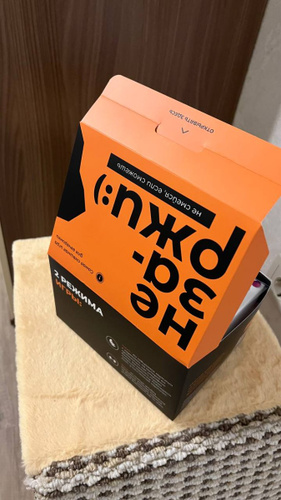 ОТКРЫВАТЬ ЗДЕСЬ
НЕ СМЕЙСЯ, ЕСЛИ СМОЖЕШЬ
не
за-
ржи:)
2 РЕЖИМА
ИГРЫ: